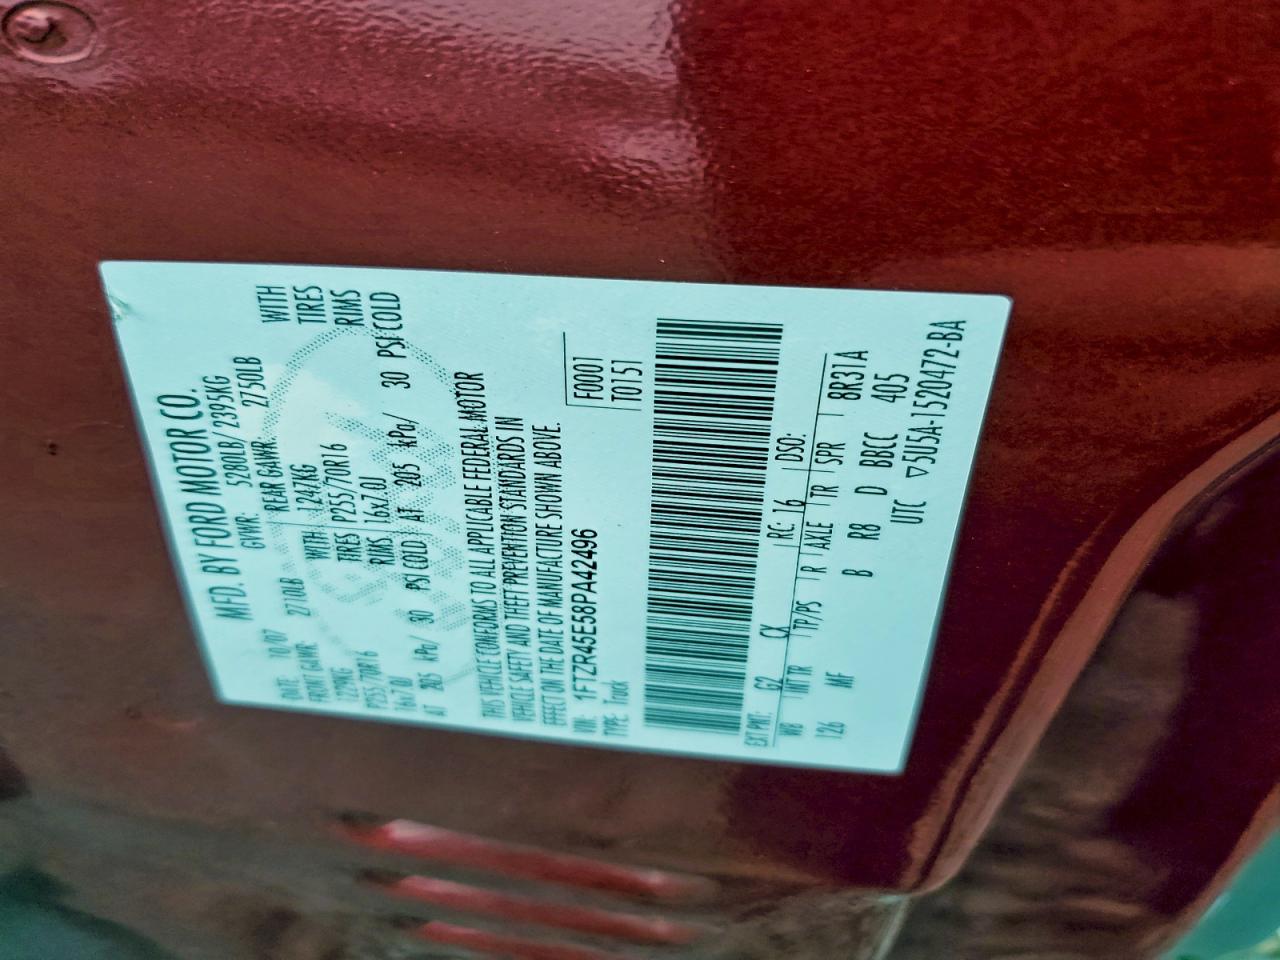 MFD. BY FORD MOTOR CO.
DATE: 10/07 GVWR: 5280LB/ 2395KG
FRONT GAWR: 2710LB REAR GAWR: 2750LB
1229KG WITH 1247KG WITH
P255/70R16 TIRES P255/70R16 TIRES
16x7.0J RIMS 16x7.0J RIMS
AT 205 kPa/ 30 PSI COLD AT 205 kPa/ 30 PSI COLD
THIS VEHICLE CONFORMS TO ALL APPLICABLE FEDERAL MOTOR
VEHICLE SAFETY AND THEFT PREVENTION STANDARDS IN
EFFECT ON THE DATE OF MANUFACTURE SHOWN ABOVE.
VIN: 1FTZR45E58PA42496 F0001
TYPE: Truck T0151
EXT PNT: G2 CX RC: 16 DSO:
WB INT TR TP/PS R AXLE TR SPR 8R31A
126 MF B R8 D BBCC 405
UTC ▽5U5A-1520472-BA